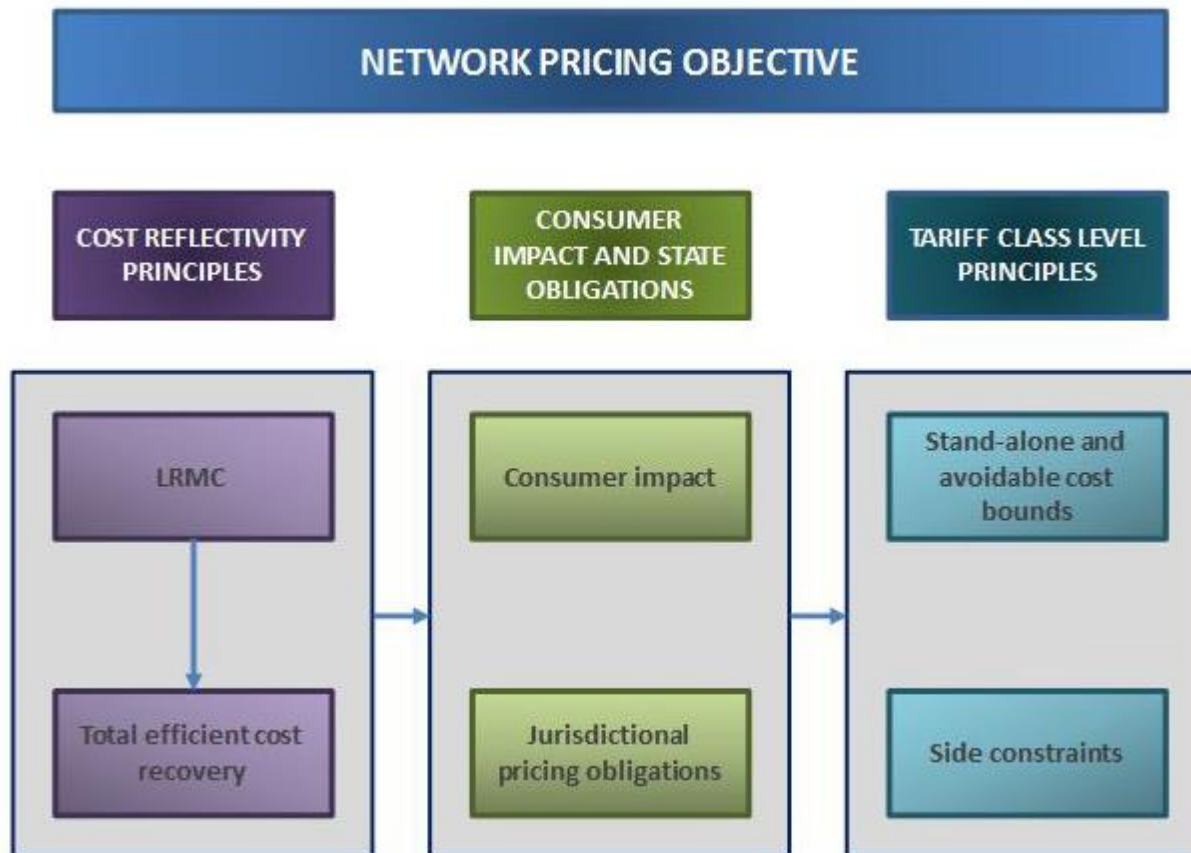 NETWORK PRICING OBJECTIVE
COST REFLECTIVITY
PRINCIPLES
CONSUMER
IMPACT AND STATE
OBLIGATIONS
TARIFF CLASS LEVEL
PRINCIPLES
LRMC
Total efficient cost
recovery
Consumer impact
Jurisdictional
pricing obligations
Stand-alone and
avoidable cost
bounds
Side constraints